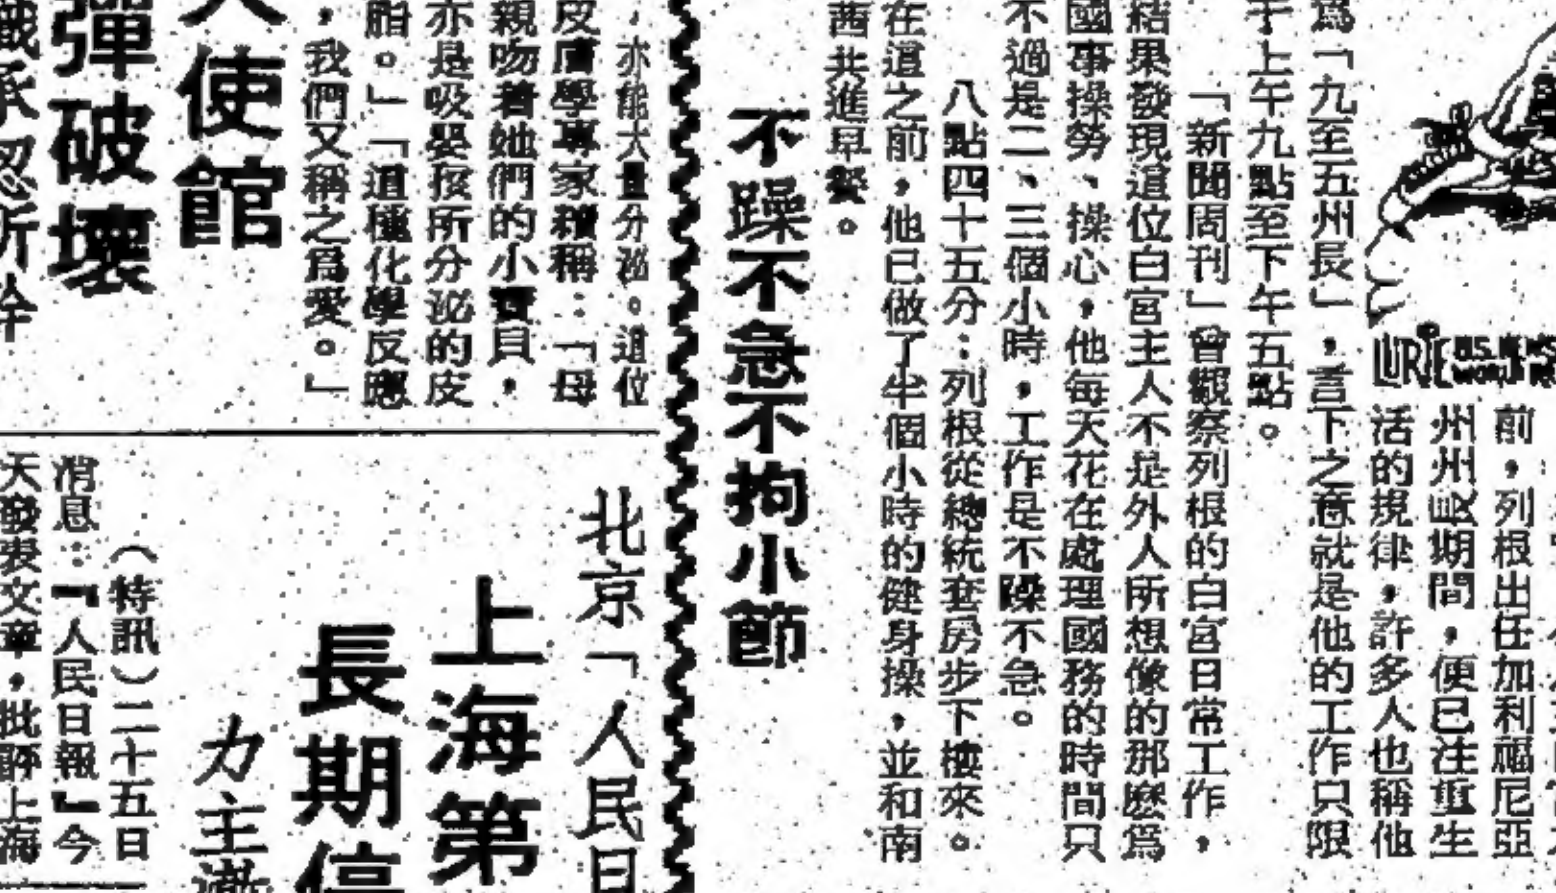 前，列根出任加利福尼亞
州州長期間，便已注重生
活的規律，許多人也稱他
爲「九至五州長」，言下之意就是他的工作只限
于上午九點至下午五點。
「新聞周刊」曾觀察列根的白宮日常工作，
結果發現這位白宮主人不是外人所想像的那麽爲
國事操勞、操心，他每天花在處理國務的時間只
不過是二、三個小時，工作是不躁不急。
八點四十五分：列根從總統套房步下樓來。
在這之前，他已做了半個小時的健身操，並和南
茜共進早餐。
不躁不急不拘小節
LURIE
，亦能大量分泌。這位
皮膚學專家稱：「母
親吻着她們的小寶貝，
亦是吸嬰孩所分泌的皮
脂。」「這種化學反應
，我們又稱之爲愛。」
大使館
彈破壞
承認所幹
北京「人民日
上海第
長期停
力主
（特訊）二十五日
消息：『人民日報』今
天發表文章，批評上海